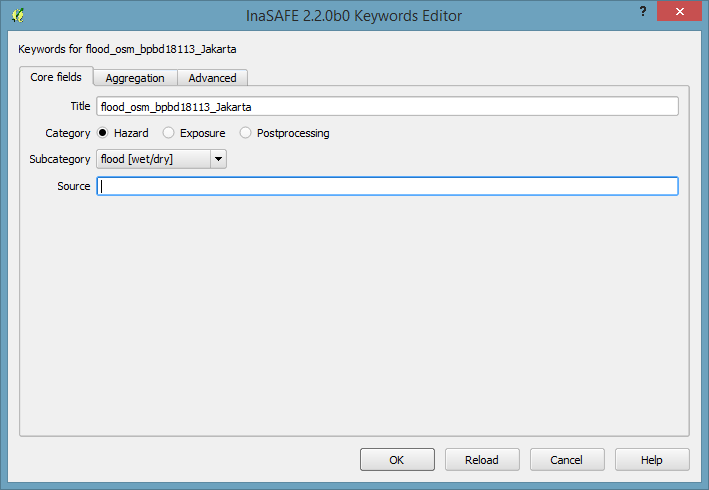 InaSAFE 2.2.0b0 Keywords Editor
?
Keywords for flood_osm_bpbd18113_Jakarta
Core fields Aggregation Advanced
Title flood_osm_bpbd18113_Jakarta
Category Hazard Exposure Postprocessing
Subcategory flood [wet/dry]
Source
OK Reload Cancel Help